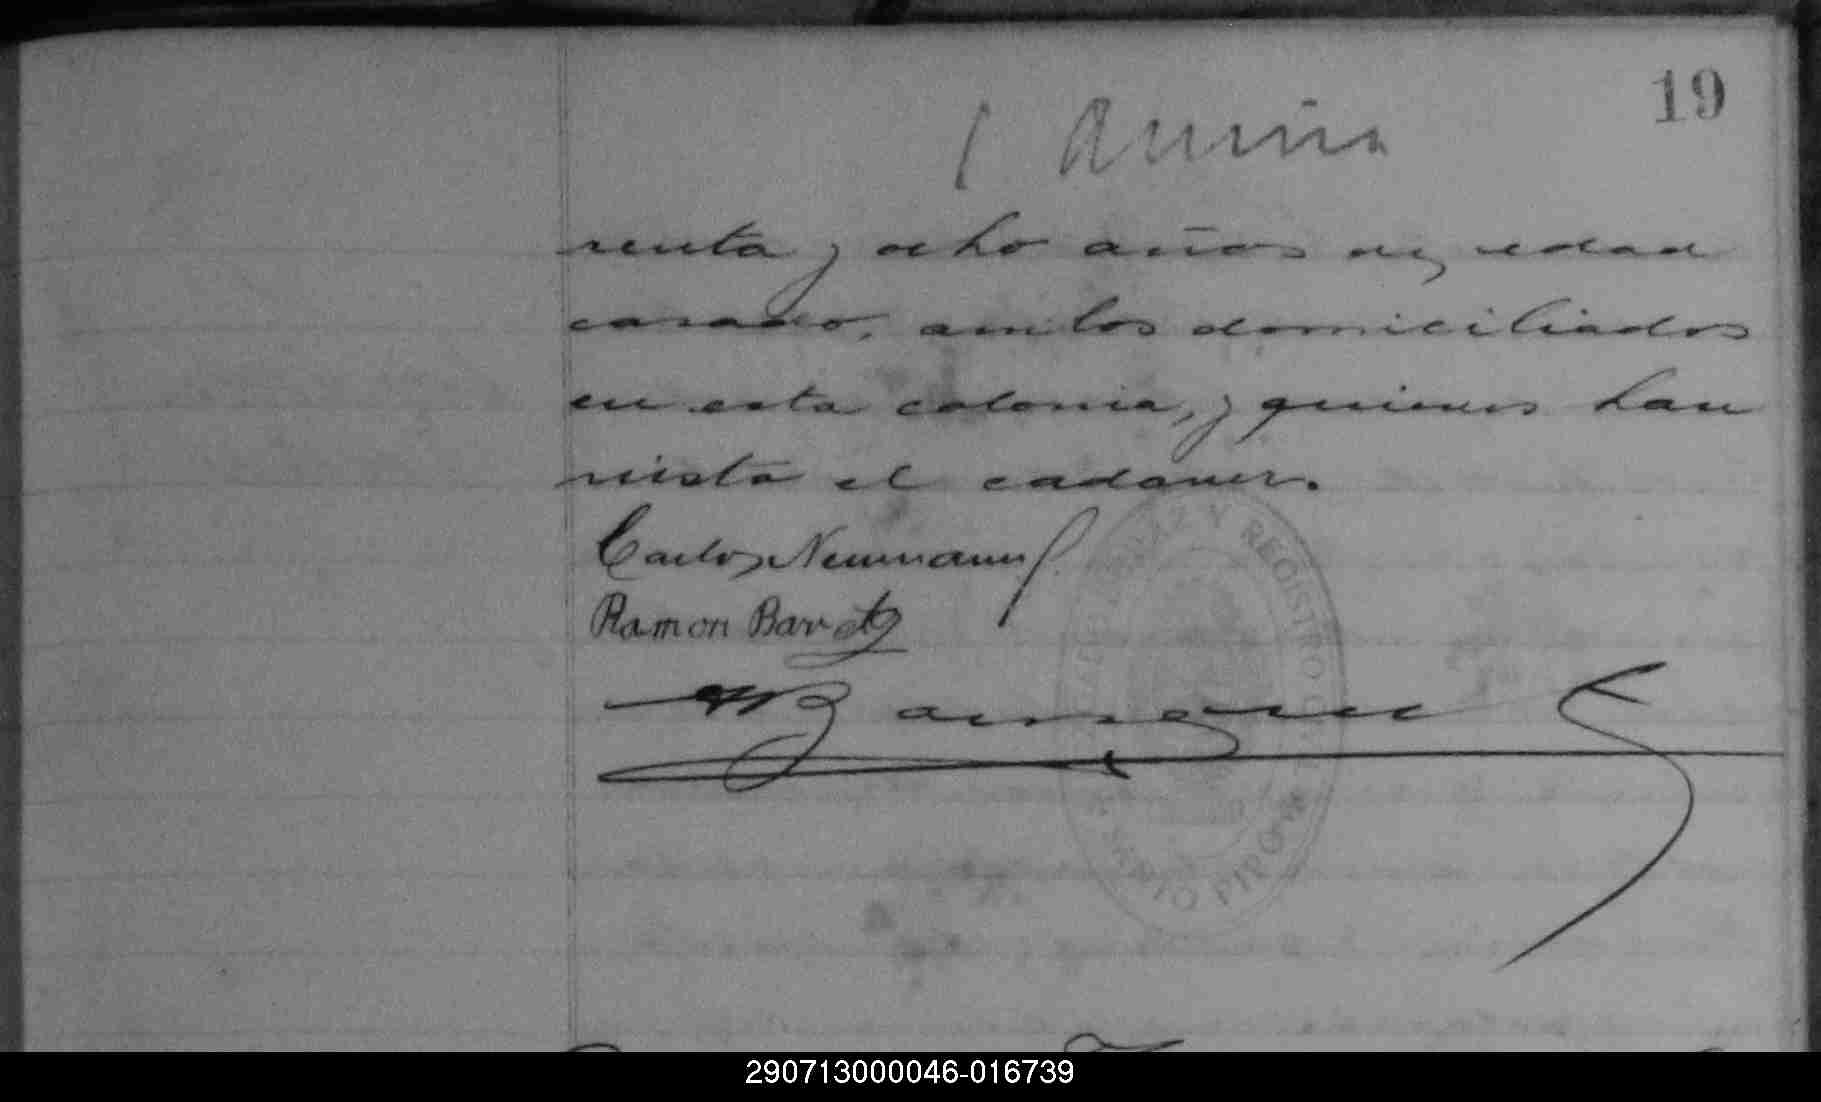 19
renta y ocho años de edad
casado, ambos domiciliados
en esta colonia, y quienes han
visto el cadaver.
Carlos Neumann
Ramon Barreto
REGISTRO
290713000046-016739